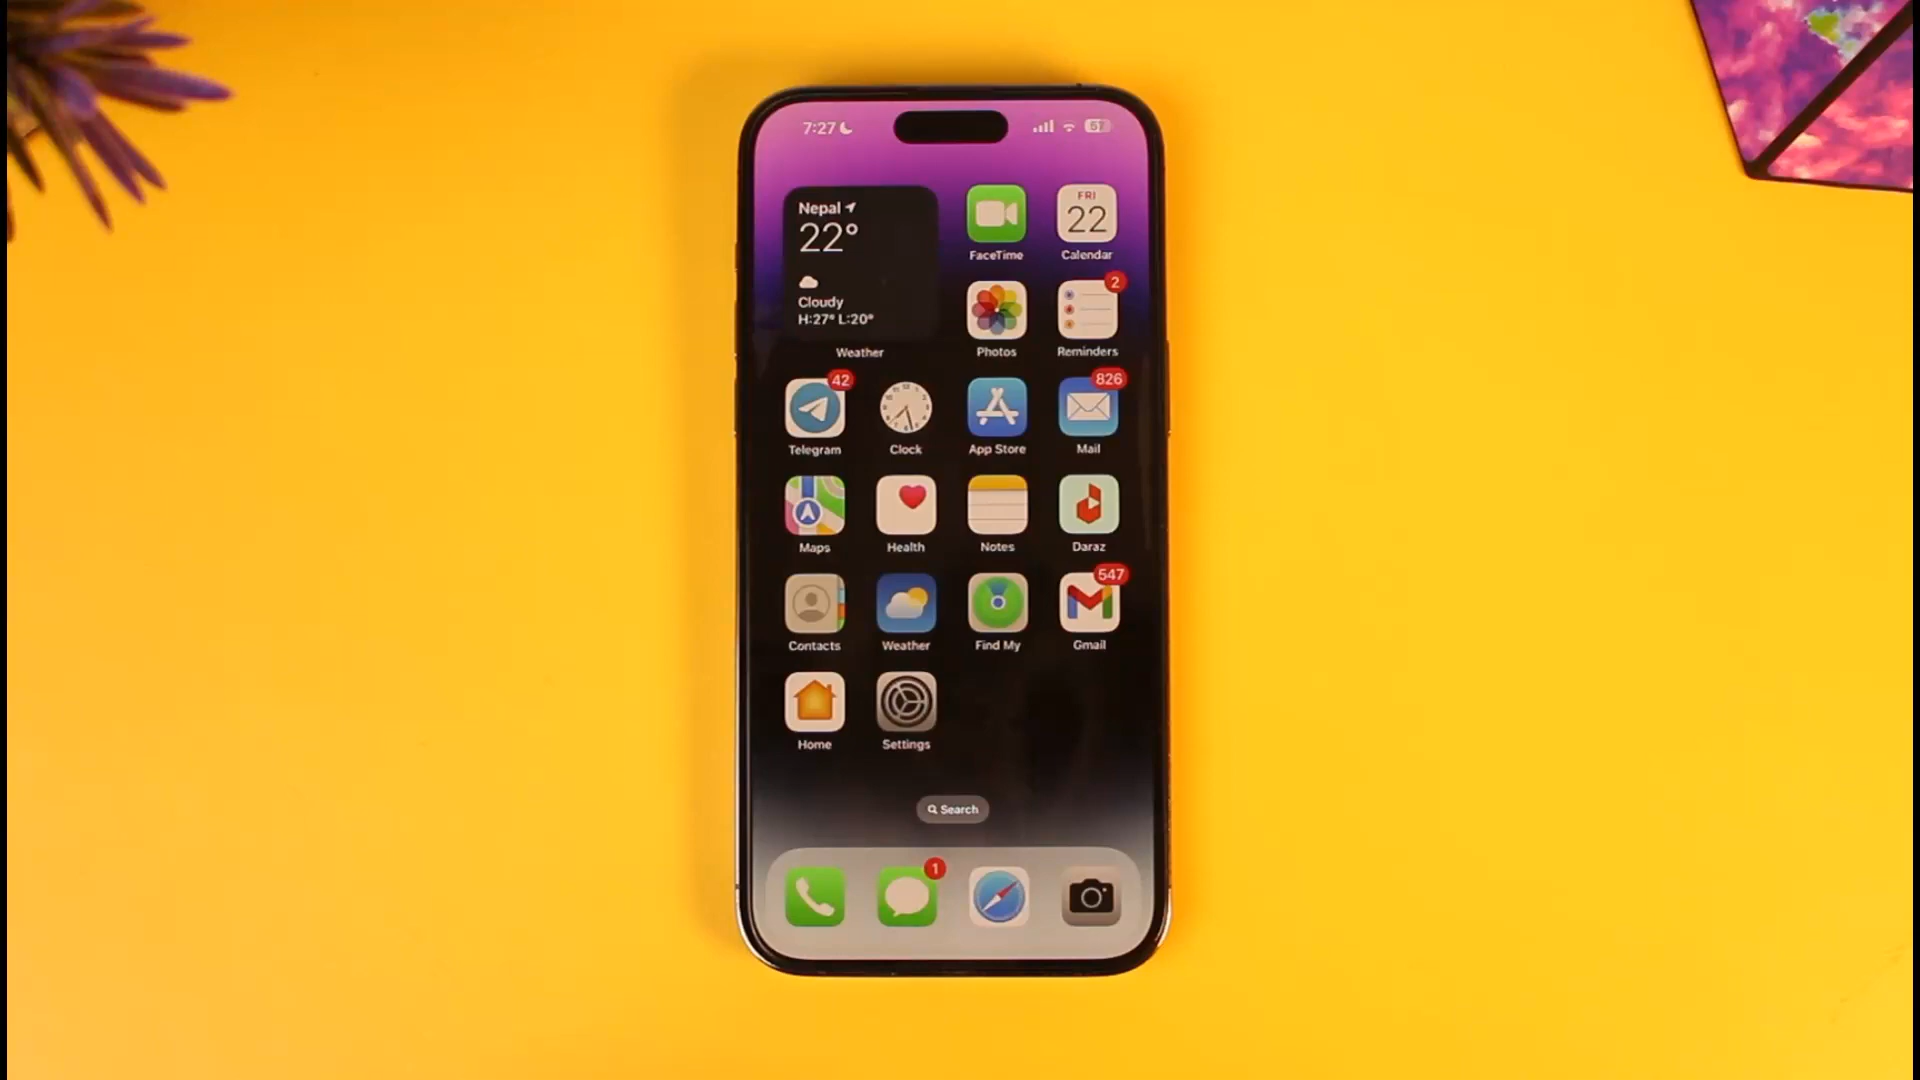 7:27
57
Nepal
22°
Cloudy
H:27° L:20°
Weather
FaceTime
FRI
22
Calendar
Photos
2
Reminders
42
Telegram
Clock
App Store
826
Mail
Maps
Health
Notes
Daraz
Contacts
Weather
Find My
547
Gmail
Home
Settings
Search
1